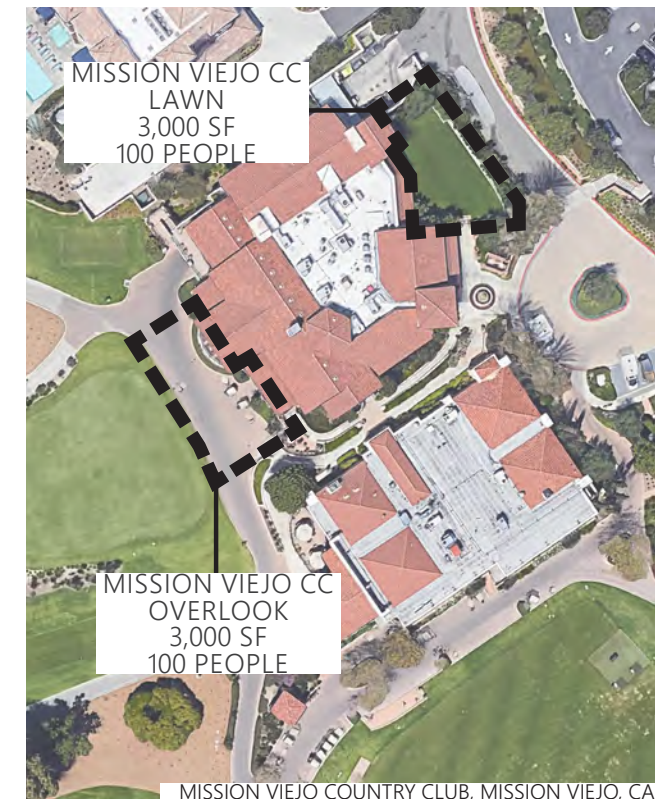 MISSION VIEJO CC
LAWN
3,000 SF
100 PEOPLE
MISSION VIEJO CC
OVERLOOK
3,000 SF
100 PEOPLE
MISSION VIEJO COUNTRY CLUB, MISSION VIEJO, CA